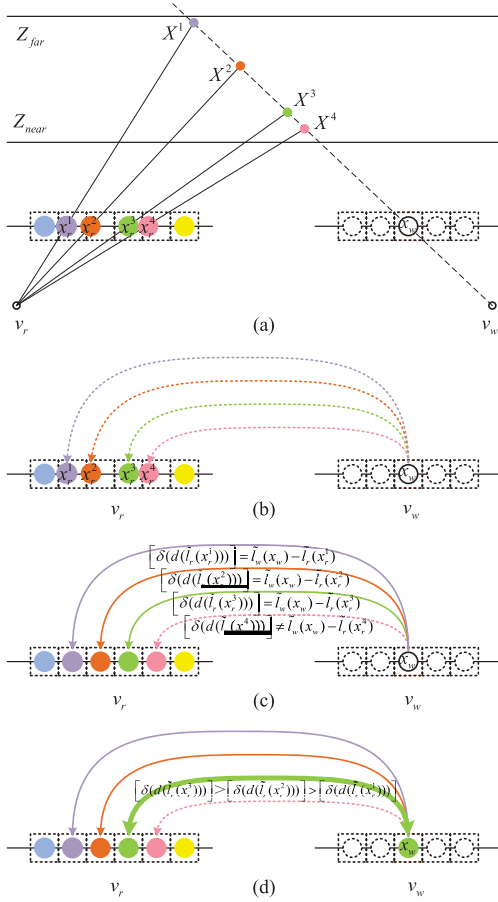 Z_far
X^1
X^2
X^3
Z_near
X^4
x_r^1 x_r^2 x_r^3 x_r^4 x_w
v_r v_w
(a)
x_r^1 x_r^2 x_r^3 x_r^4 x_w
v_r v_w
(b)
[δ(d(l̃_r(x_r^1)))] = l̃_w(x_w) − l̃_r(x_r^1)
[δ(d(l̃_r(x_r^2)))] = l̃_w(x_w) − l̃_r(x_r^2)
[δ(d(l̃_r(x_r^3)))] = l̃_w(x_w) − l̃_r(x_r^3)
[δ(d(l̃_r(x_r^4)))] ≠ l̃_w(x_w) − l̃_r(x_r^4)
x_w
v_r v_w
(c)
[δ(d(l̃_r(x_r^3)))] > [δ(d(l̃_r(x_r^2)))] > [δ(d(l̃_r(x_r^1)))]
x_w
v_r v_w
(d)